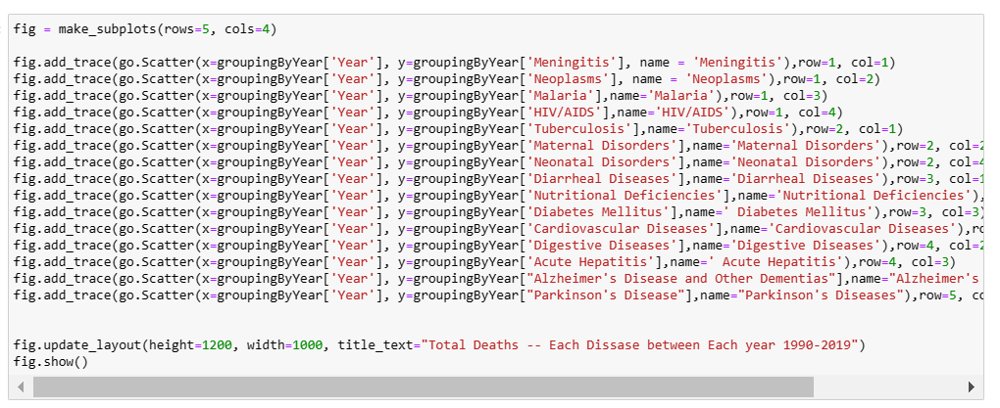 fig = make_subplots(rows=5, cols=4)
fig.add_trace(go.Scatter(x=groupingByYear['Year'], y=groupingByYear['Meningitis'], name = 'Meningitis'),row=1, col=1)
fig.add_trace(go.Scatter(x=groupingByYear['Year'], y=groupingByYear['Neoplasms'], name = 'Neoplasms'),row=1, col=2)
fig.add_trace(go.Scatter(x=groupingByYear['Year'], y=groupingByYear['Malaria'],name='Malaria'),row=1, col=3)
fig.add_trace(go.Scatter(x=groupingByYear['Year'], y=groupingByYear['HIV/AIDS'],name='HIV/AIDS'),row=1, col=4)
fig.add_trace(go.Scatter(x=groupingByYear['Year'], y=groupingByYear['Tuberculosis'],name='Tuberculosis'),row=2, col=1)
fig.add_trace(go.Scatter(x=groupingByYear['Year'], y=groupingByYear['Maternal Disorders'],name='Maternal Disorders'),row=2, col=2
fig.add_trace(go.Scatter(x=groupingByYear['Year'], y=groupingByYear['Neonatal Disorders'],name='Neonatal Disorders'),row=2, col=4
fig.add_trace(go.Scatter(x=groupingByYear['Year'], y=groupingByYear['Diarrheal Diseases'],name='Diarrheal Diseases'),row=3, col=1
fig.add_trace(go.Scatter(x=groupingByYear['Year'], y=groupingByYear['Nutritional Deficiencies'],name='Nutritional Deficiencies'),
fig.add_trace(go.Scatter(x=groupingByYear['Year'], y=groupingByYear['Diabetes Mellitus'],name=' Diabetes Mellitus'),row=3, col=3)
fig.add_trace(go.Scatter(x=groupingByYear['Year'], y=groupingByYear['Cardiovascular Diseases'],name='Cardiovascular Diseases'),ro
fig.add_trace(go.Scatter(x=groupingByYear['Year'], y=groupingByYear['Digestive Diseases'],name='Digestive Diseases'),row=4, col=2
fig.add_trace(go.Scatter(x=groupingByYear['Year'], y=groupingByYear['Acute Hepatitis'],name=' Acute Hepatitis'),row=4, col=3)
fig.add_trace(go.Scatter(x=groupingByYear['Year'], y=groupingByYear["Alzheimer's Disease and Other Dementias"],name="Alzheimer's
fig.add_trace(go.Scatter(x=groupingByYear['Year'], y=groupingByYear["Parkinson's Disease"],name="Parkinson's Diseases"),row=5, co
fig.update_layout(height=1200, width=1000, title_text="Total Deaths -- Each Dissase between Each year 1990-2019")
fig.show()